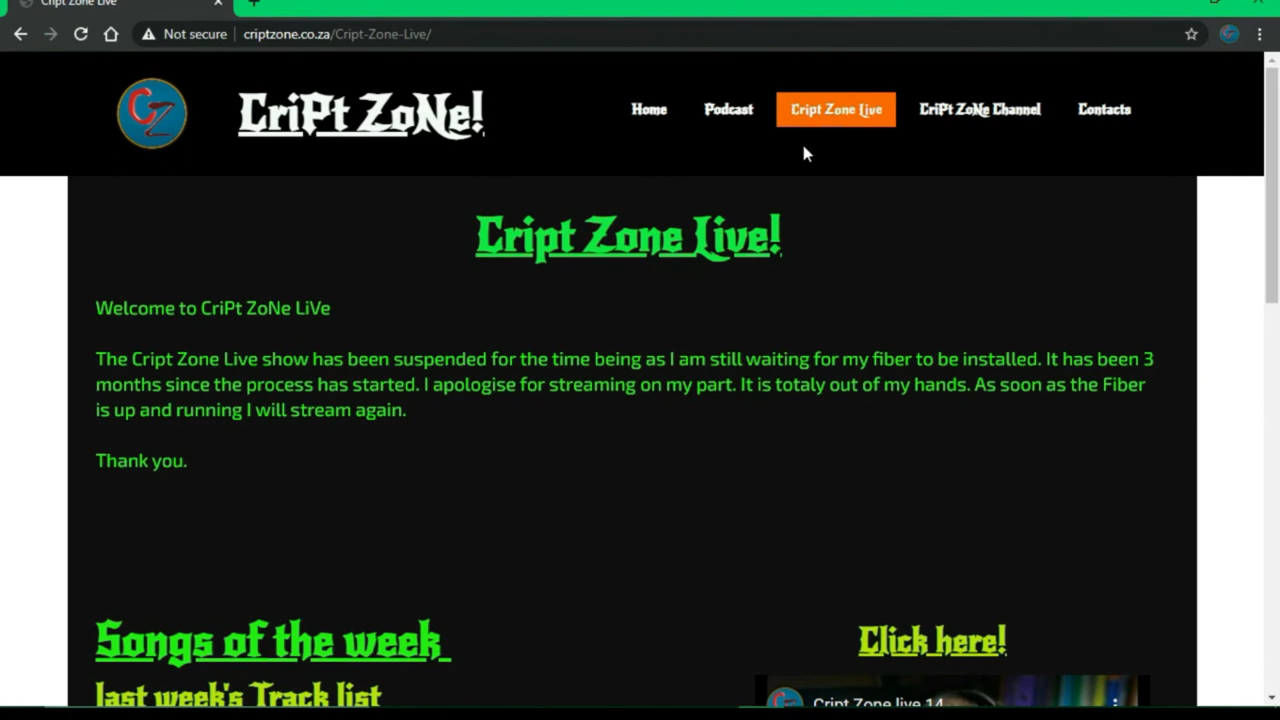 Cript Zone Live
Not secure criptzone.co.za/Cript-Zone-Live/
CZ
CriPt ZoNe!
Home Podcast Cript Zone Live CriPt ZoNe Channel Contacts
Cript Zone Live!
Welcome to CriPt ZoNe LiVe
The Cript Zone Live show has been suspended for the time being as I am still waiting for my fiber to be installed. It has been 3
months since the process has started. I apologise for streaming on my part. It is totaly out of my hands. As soon as the Fiber
is up and running I will stream again.
Thank you.
Songs of the week
Click here!
last week's Track list
Cript Zone live 14